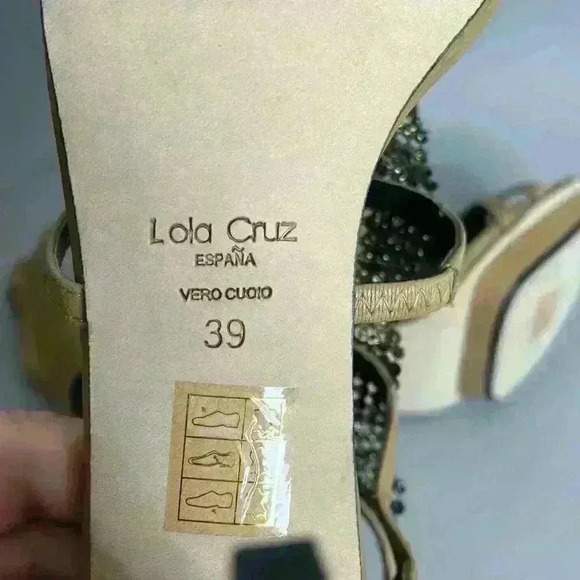 Lola Cruz
ESPAÑA
VERO CUOIO
39